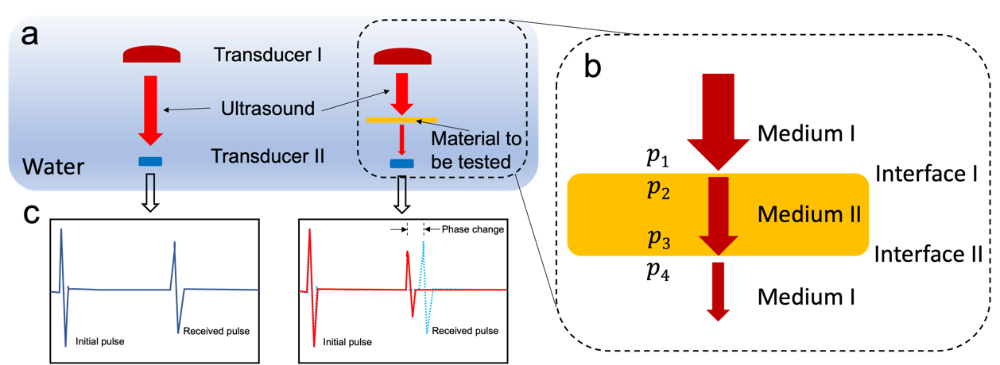 a
Transducer I
Ultrasound
Material to
be tested
Transducer II
Water
b
Medium I
p1
Interface I
p2
Medium II
p3
Interface II
p4
Medium I
c
Phase change
Initial pulse
Received pulse
Initial pulse
Received pulse